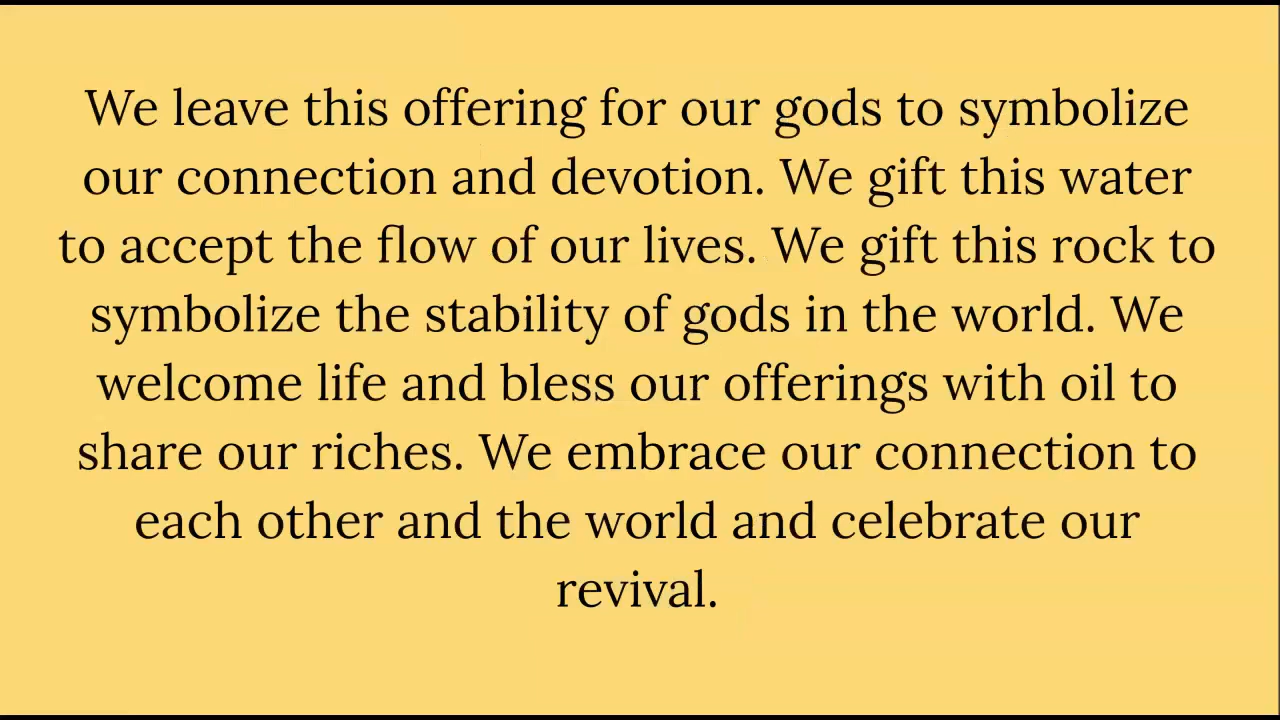 We leave this offering for our gods to symbolize
our connection and devotion. We gift this water
to accept the flow of our lives. We gift this rock to
symbolize the stability of gods in the world. We
welcome life and bless our offerings with oil to
share our riches. We embrace our connection to
each other and the world and celebrate our
revival.